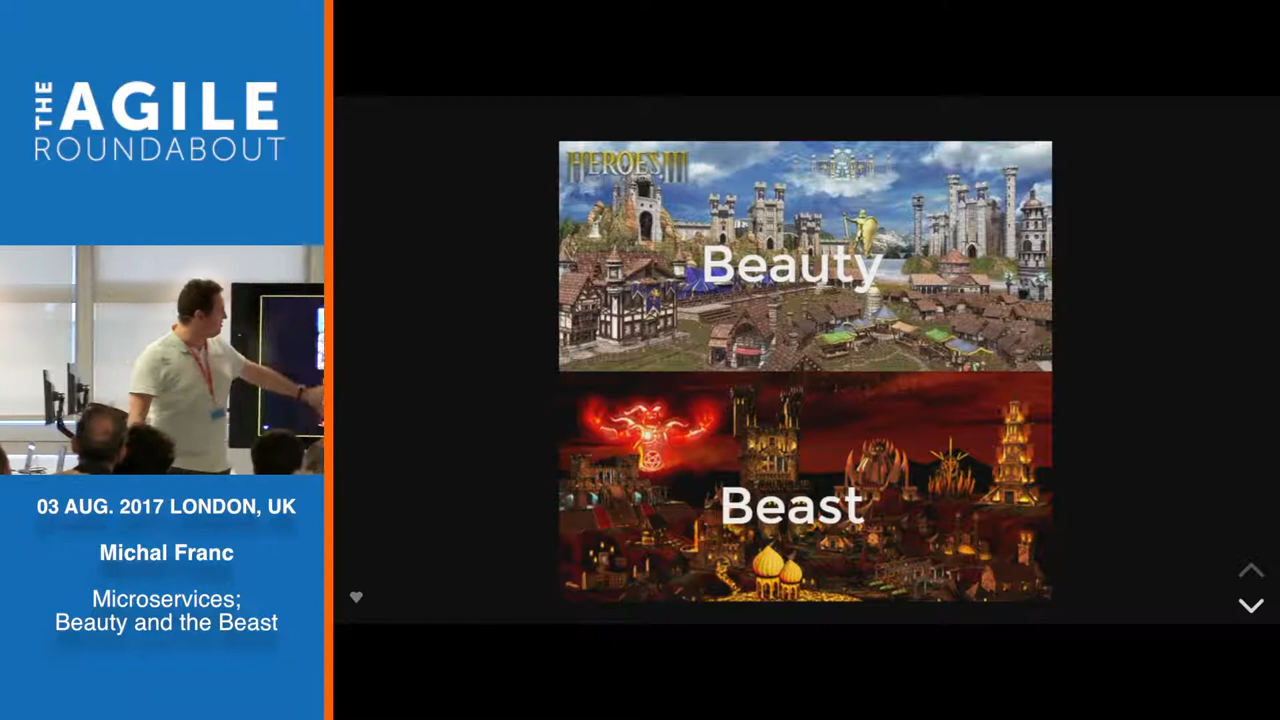 THE AGILE
ROUNDABOUT
03 AUG. 2017 LONDON, UK
Michal Franc
Microservices;
Beauty and the Beast
HEROES III
Beauty
Beast